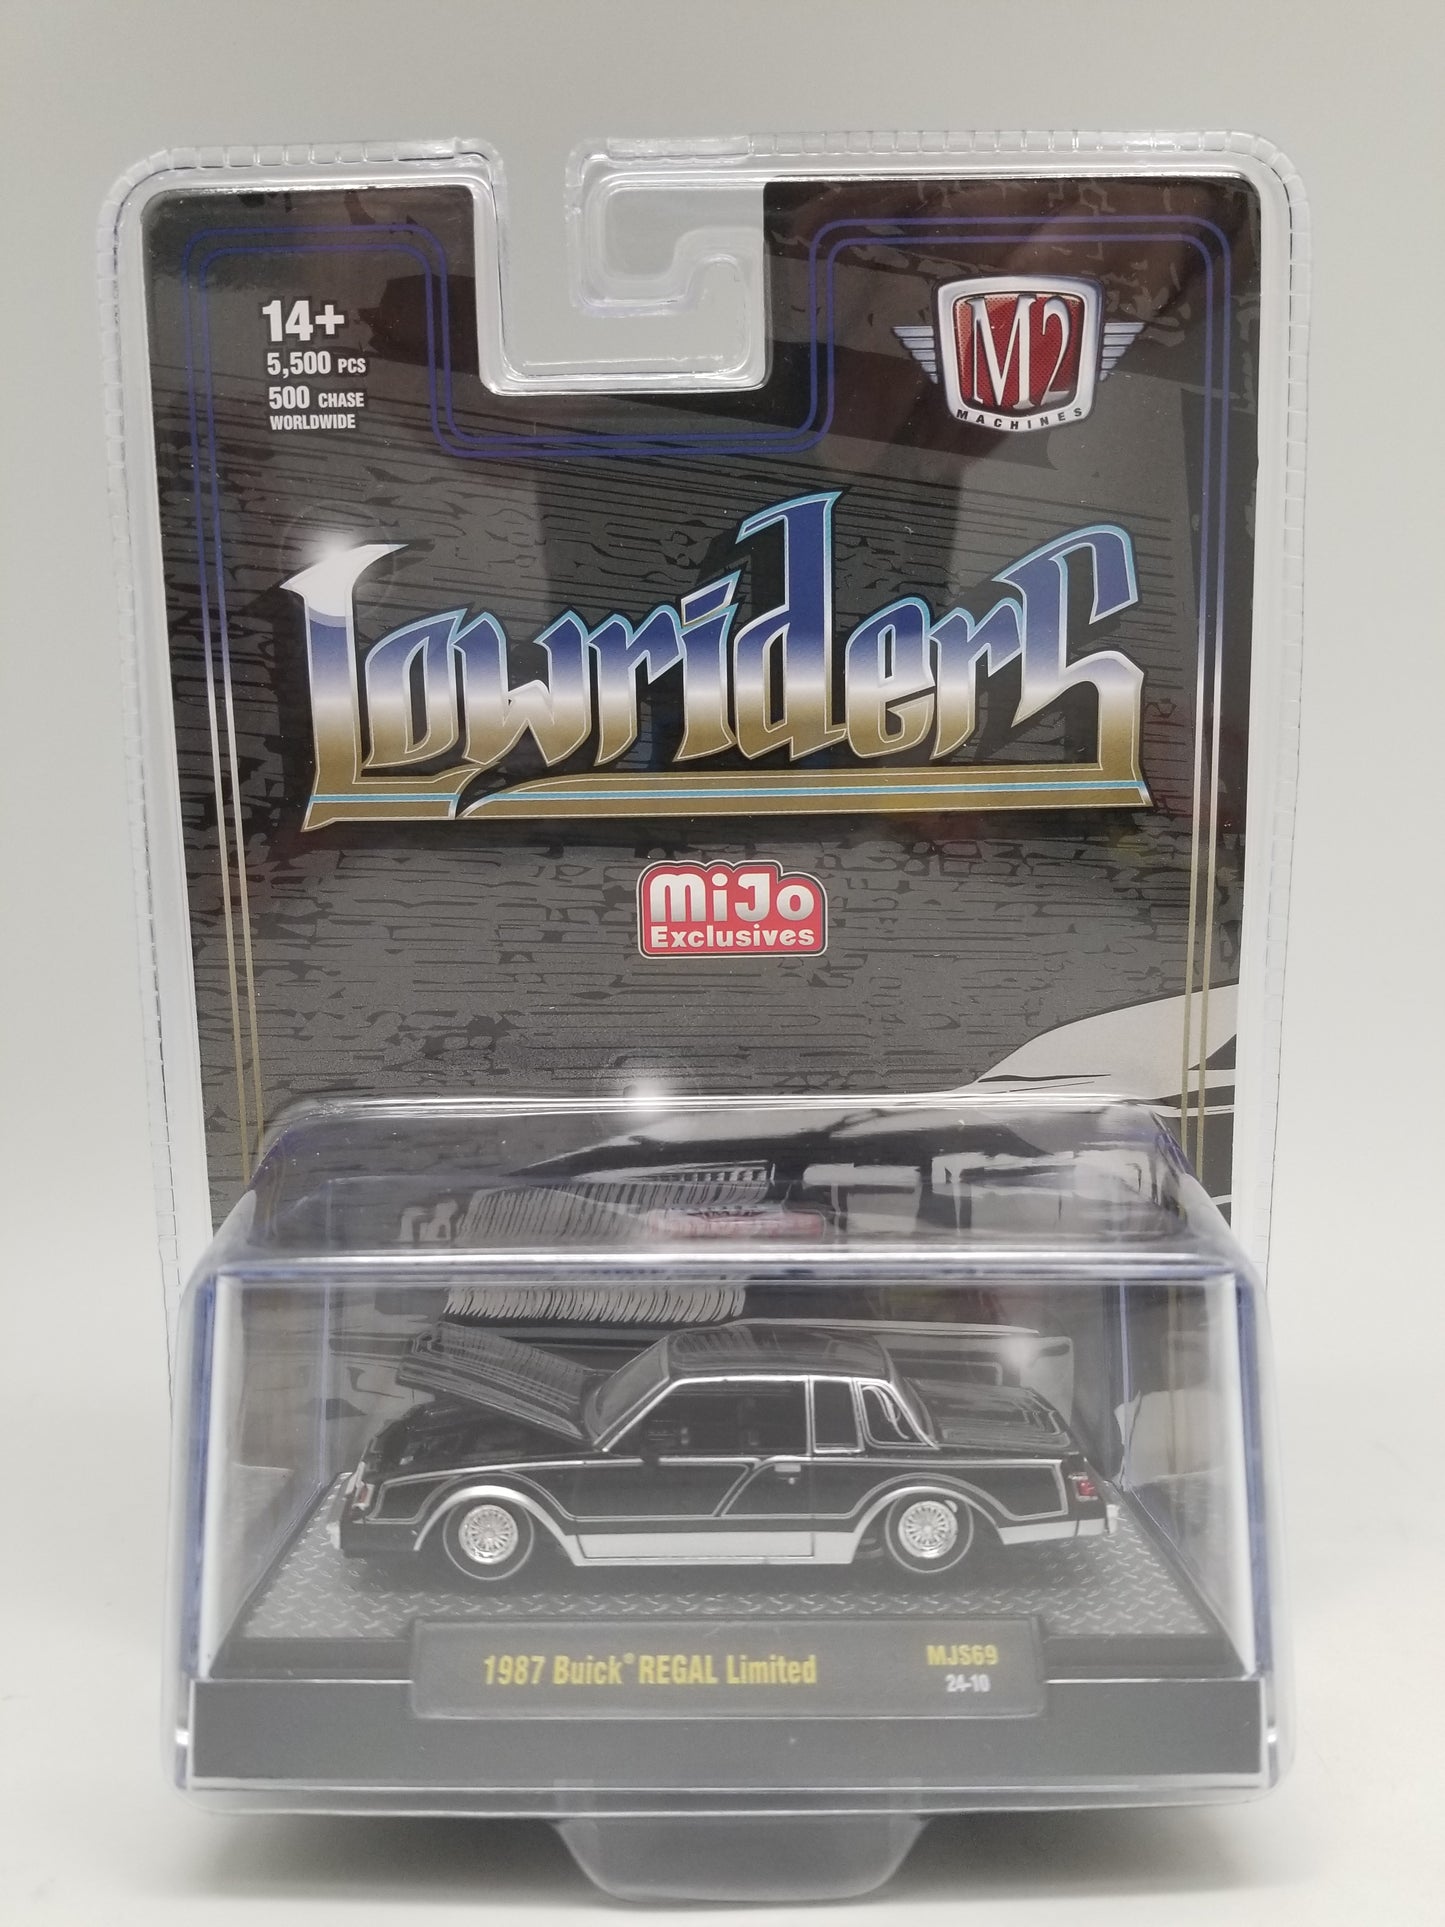 14+
5,500 PCS
500 CHASE
WORLDWIDE
M2
MACHINES
Lowriders
MiJo
Exclusives
1987 Buick® REGAL Limited
MJS69
24-10